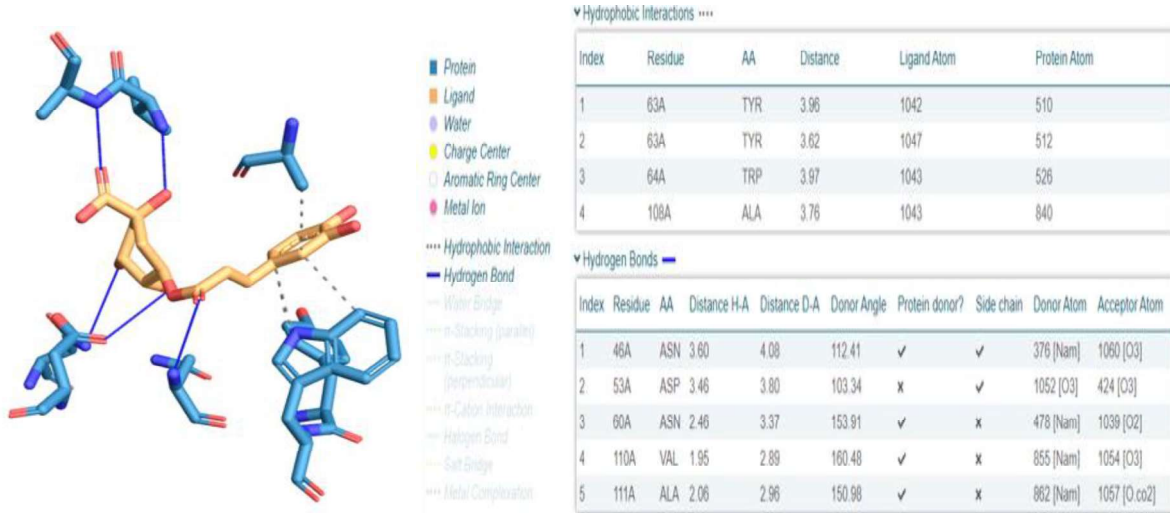 Protein
Ligand
Water
Charge Center
Aromatic Ring Center
Metal Ion
Hydrophobic Interaction
Hydrogen Bond
Water Bridge
π-Stacking (parallel)
π-Stacking
(perpendicular)
π-Cation Interaction
Halogen Bond
Salt Bridge
Metal Complexation
Hydrophobic Interactions
Index Residue AA Distance Ligand Atom Protein Atom
1 63A TYR 3.96 1042 510
2 63A TYR 3.62 1047 512
3 64A TRP 3.97 1043 526
4 108A ALA 3.76 1043 840
Hydrogen Bonds
Index Residue AA Distance H-A Distance D-A Donor Angle Protein donor? Side chain Donor Atom Acceptor Atom
1 46A ASN 3.60 4.08 112.41 ✓ ✓ 376 [Nam] 1060 [O3]
2 53A ASP 3.46 3.80 103.34 x ✓ 1052 [O3] 424 [O3]
3 60A ASN 2.46 3.37 153.91 ✓ x 478 [Nam] 1039 [O2]
4 110A VAL 1.95 2.89 160.48 ✓ x 855 [Nam] 1054 [O3]
5 111A ALA 2.06 2.96 150.98 ✓ x 862 [Nam] 1057 [O.co2]